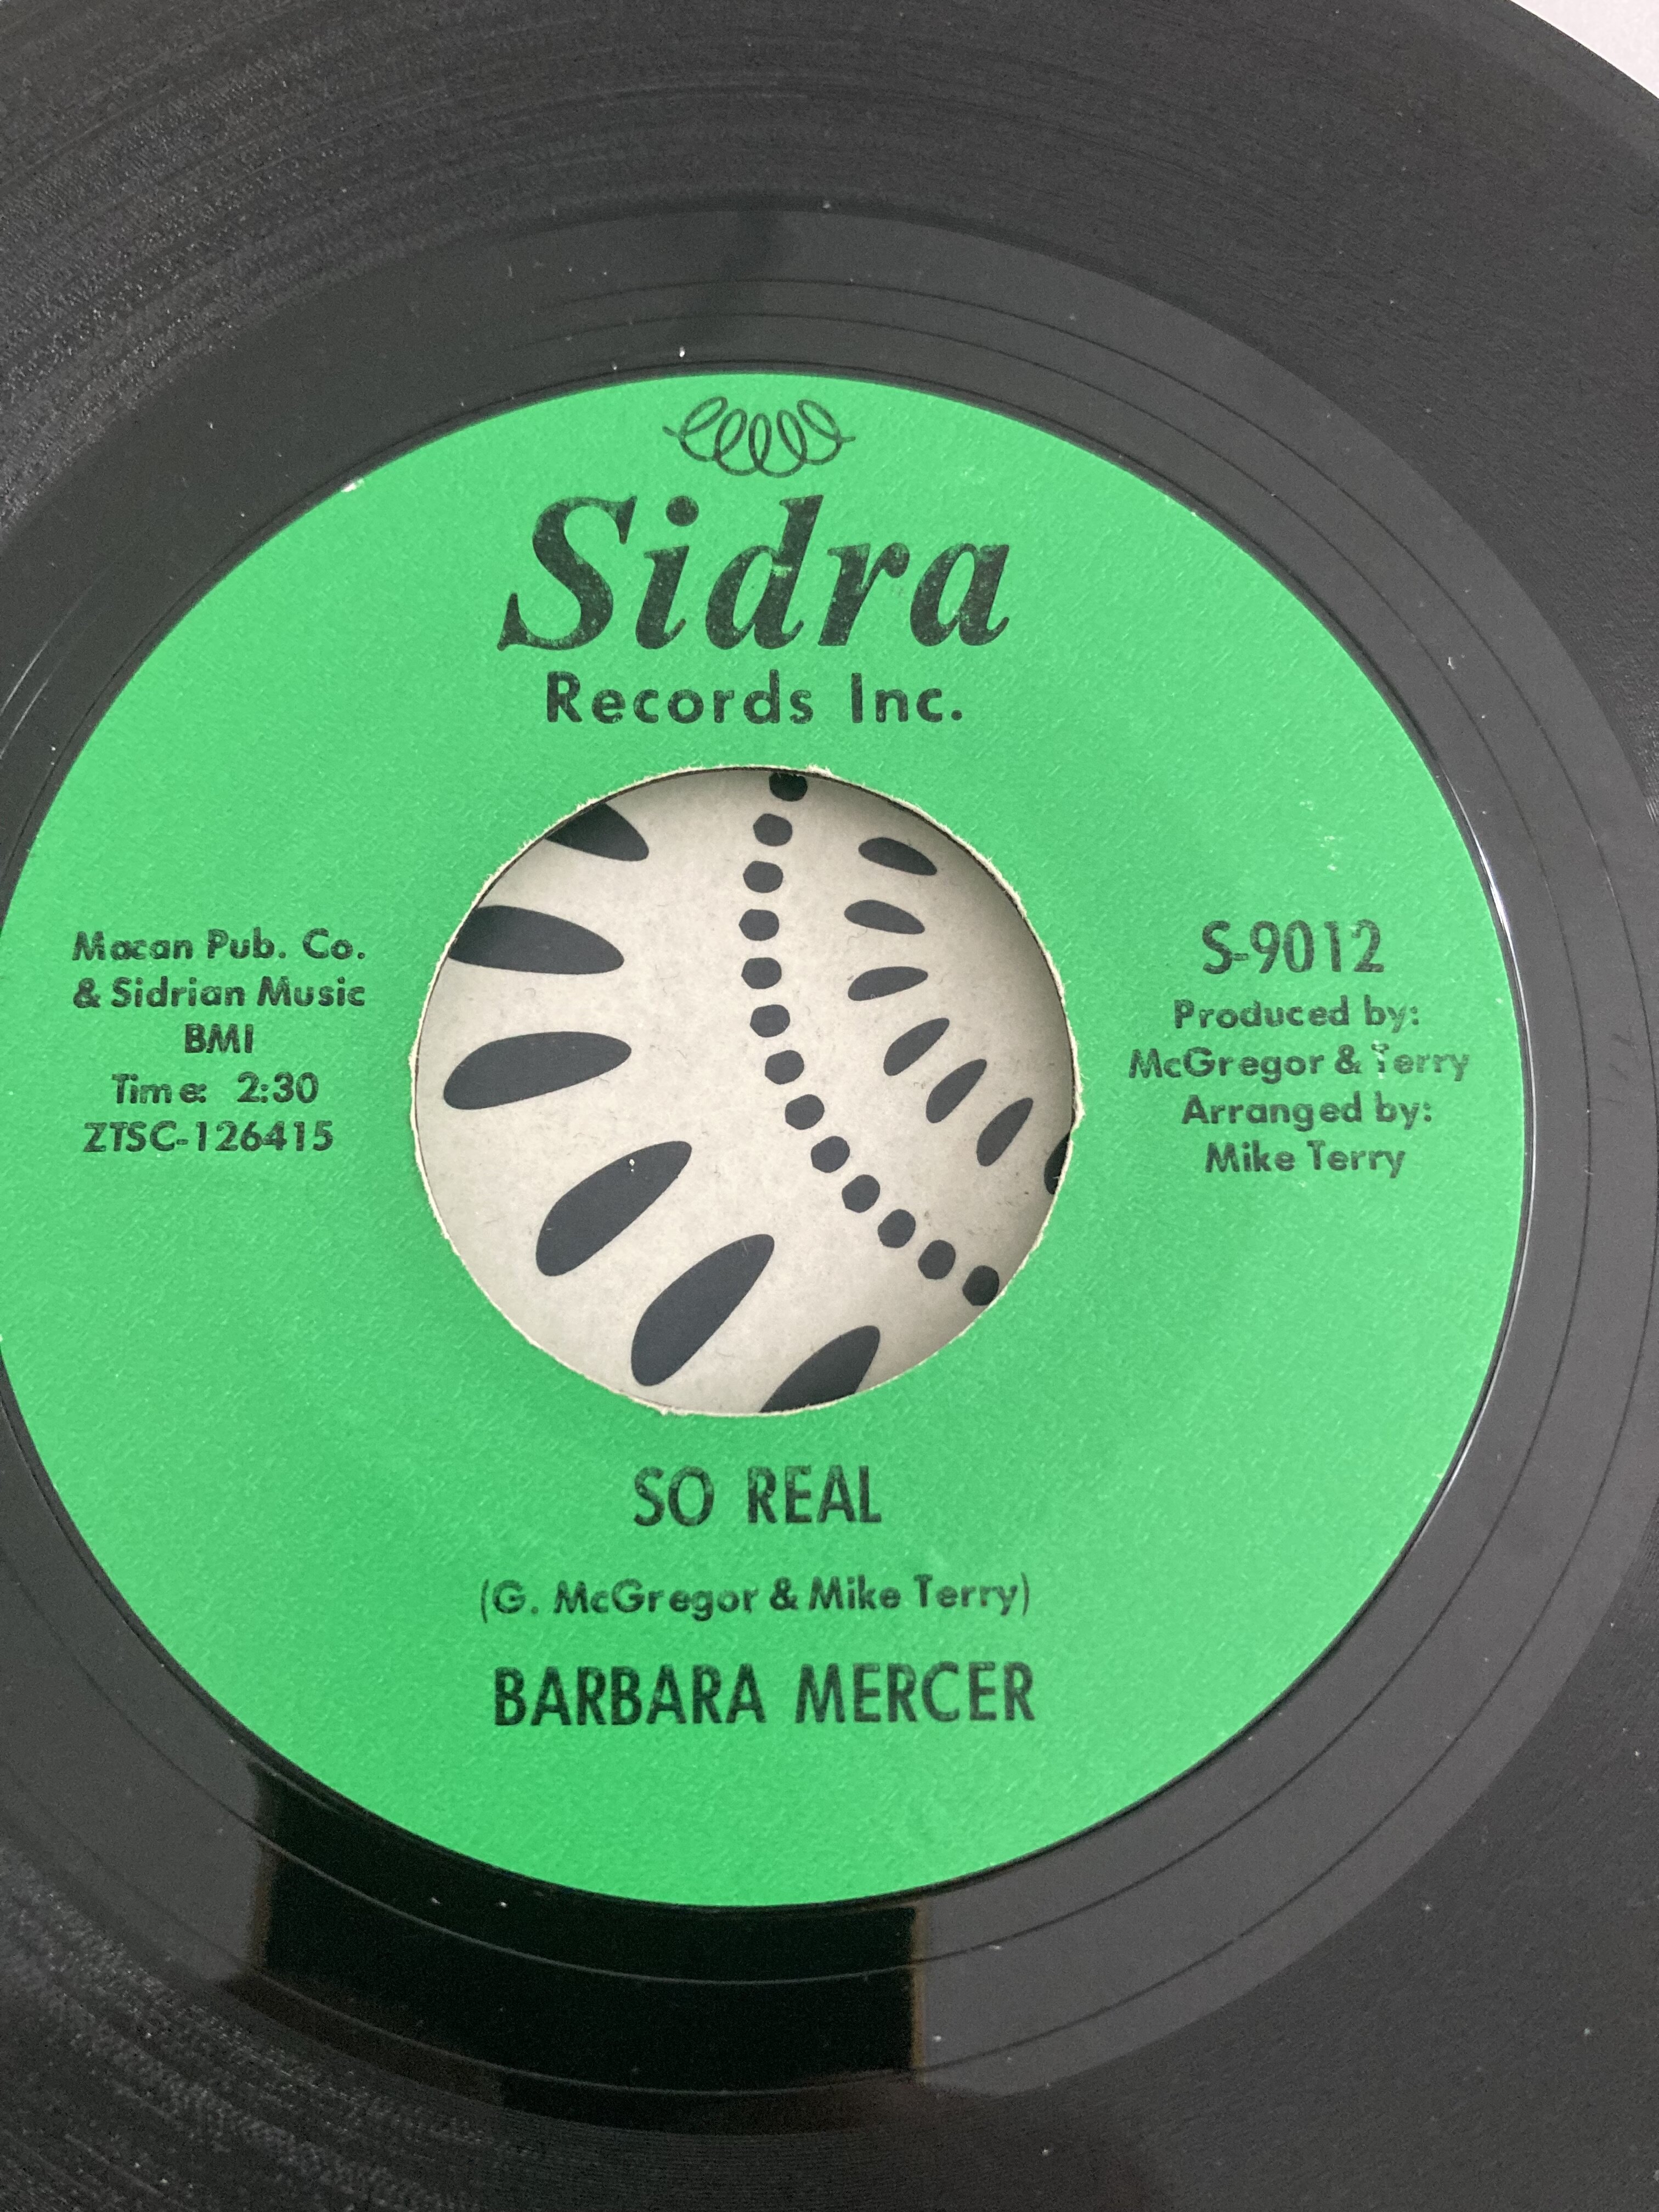 Sidra
Records Inc.
Macan Pub. Co.
& Sidrian Music
BMI
Time: 2:30
ZTSC-126415
S-9012
Produced by:
McGregor & Terry
Arranged by:
Mike Terry
SO REAL
(G. McGregor & Mike Terry)
BARBARA MERCER